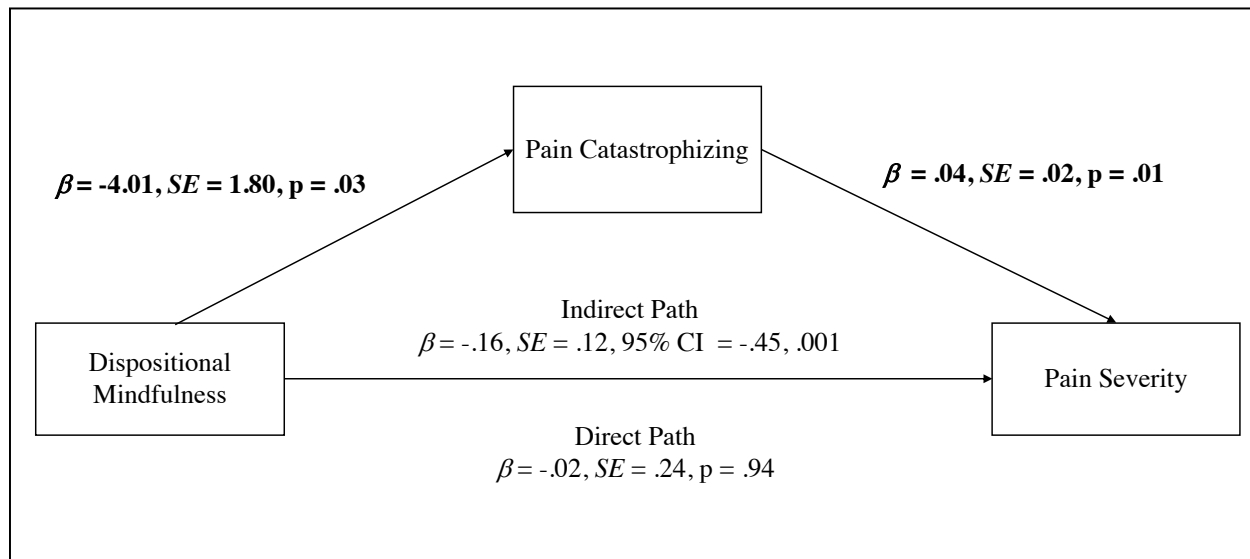 Pain Catastrophizing
β = -4.01, SE = 1.80, p = .03
β = .04, SE = .02, p = .01
Indirect Path
β = -.16, SE = .12, 95% CI = -.45, .001
Dispositional
Mindfulness
Pain Severity
Direct Path
β = -.02, SE = .24, p = .94